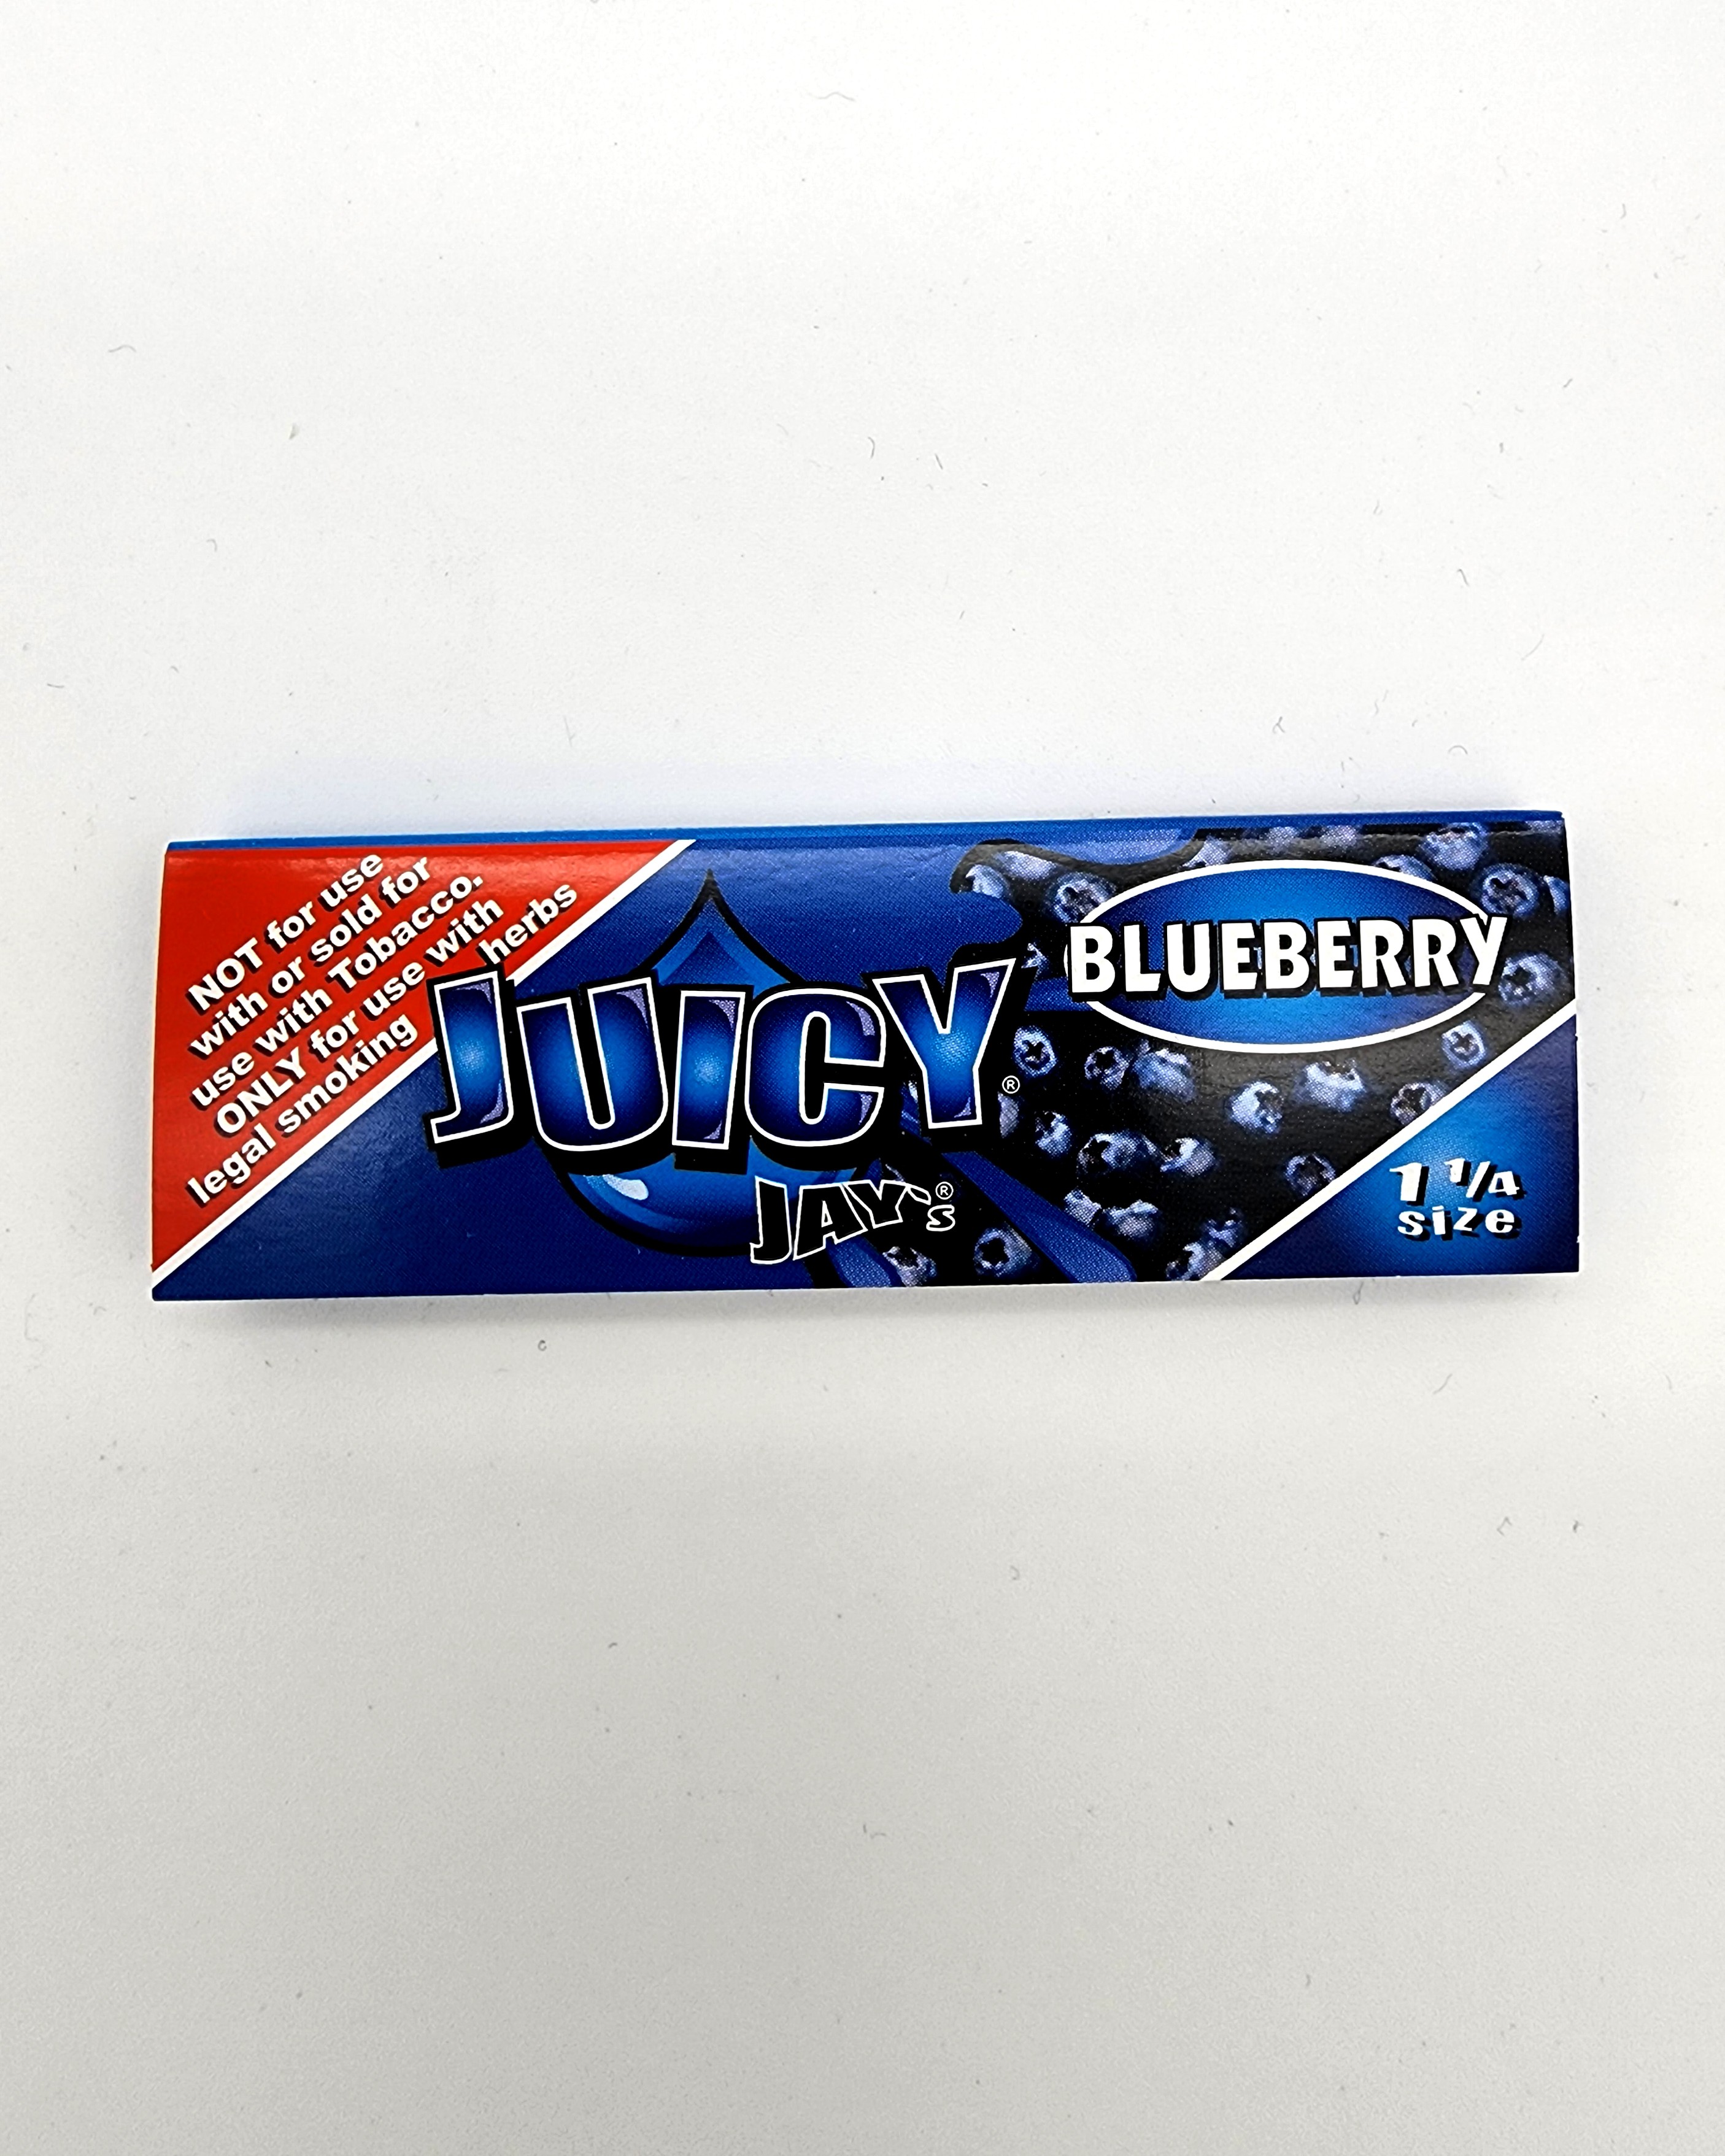 NOT for use
with or sold for
use with Tobacco.
ONLY for use with
legal smoking herbs
JUICY®
JAY's®
BLUEBERRY
1 1/4
size